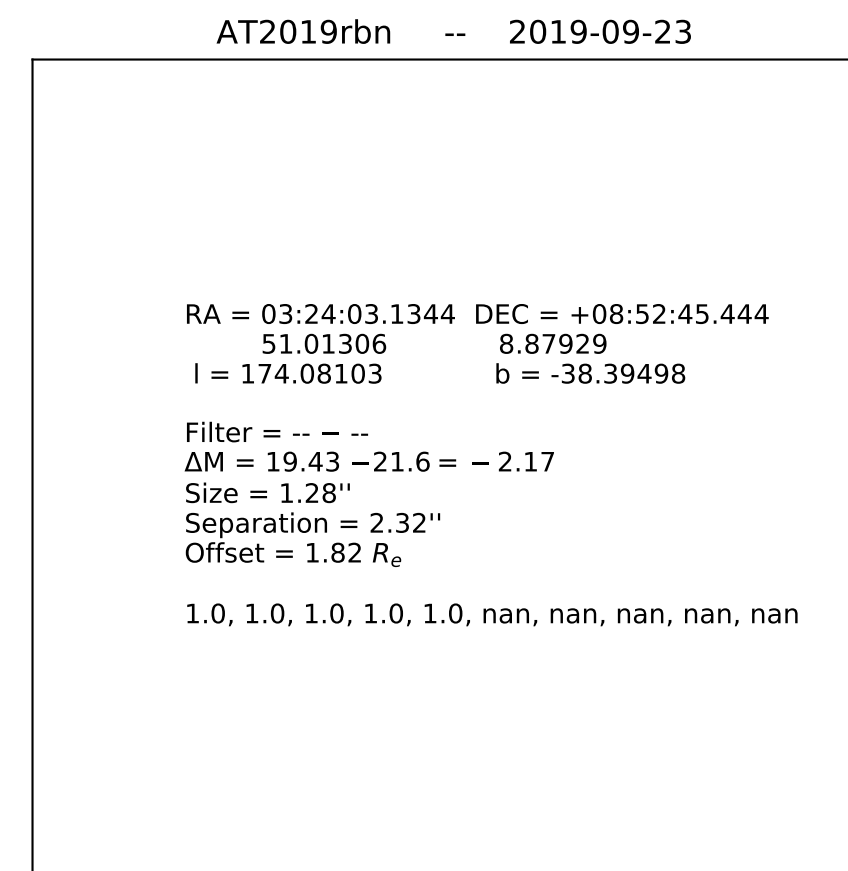 AT2019rbn -- 2019-09-23
RA = 03:24:03.1344 DEC = +08:52:45.444
51.01306 8.87929
l = 174.08103 b = -38.39498
Filter = -- − --
ΔM = 19.43 −21.6 = − 2.17
Size = 1.28''
Separation = 2.32''
Offset = 1.82 Rₑ
1.0, 1.0, 1.0, 1.0, 1.0, nan, nan, nan, nan, nan